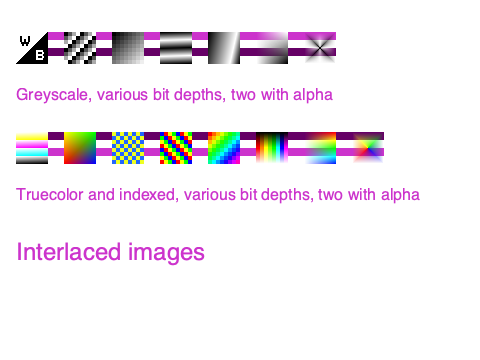 W
B
Greyscale, various bit depths, two with alpha
Truecolor and indexed, various bit depths, two with alpha
Interlaced images